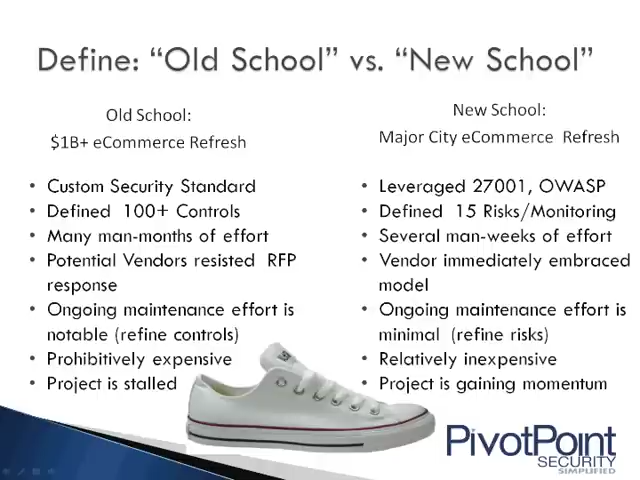 Define: “Old School” vs. “New School”
Old School:
$1B+ eCommerce Refresh
• Custom Security Standard
• Defined 100+ Controls
• Many man-months of effort
• Potential Vendors resisted RFP
response
• Ongoing maintenance effort is
notable (refine controls)
• Prohibitively expensive
• Project is stalled
New School:
Major City eCommerce Refresh
• Leveraged 27001, OWASP
• Defined 15 Risks/Monitoring
• Several man-weeks of effort
• Vendor immediately embraced
model
• Ongoing maintenance effort is
minimal (refine risks)
• Relatively inexpensive
• Project is gaining momentum
PivotPoint
SECURITY
SIMPLIFIED